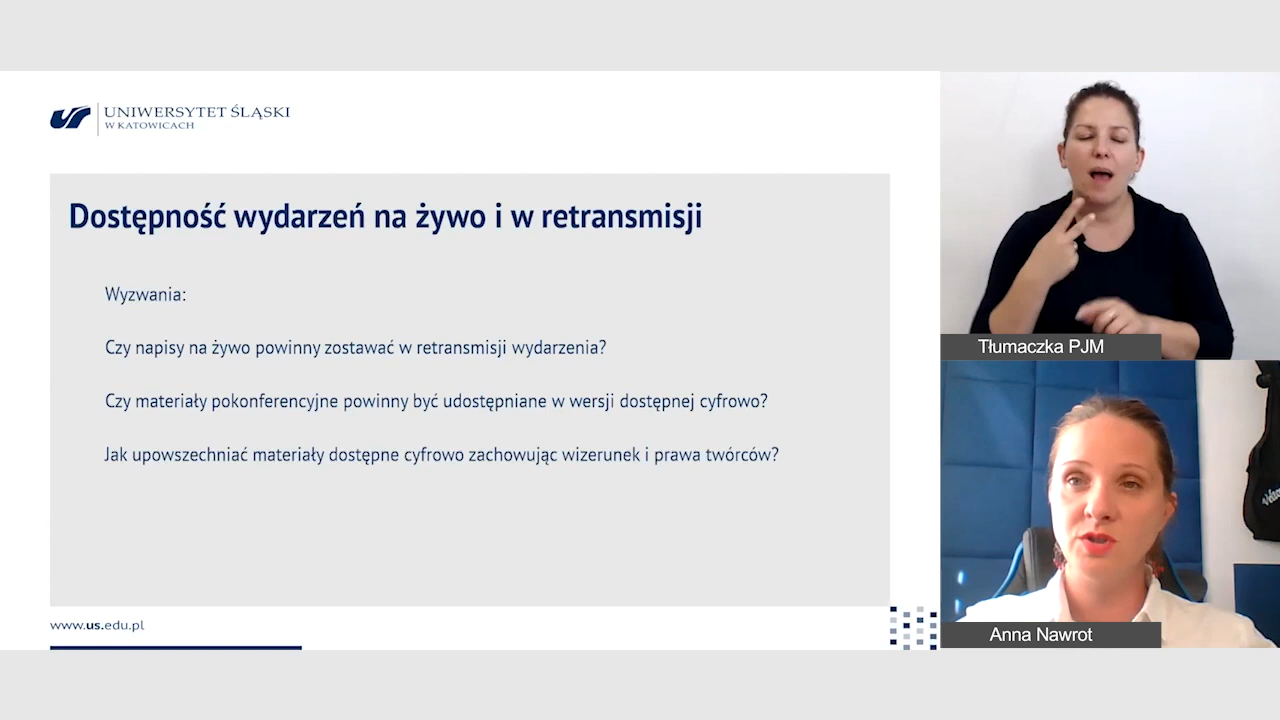 UNIWERSYTET ŚLĄSKI
W KATOWICACH
Dostępność wydarzeń na żywo i w retransmisji
Wyzwania:
Czy napisy na żywo powinny zostawać w retransmisji wydarzenia?
Czy materiały pokonferencyjne powinny być udostępniane w wersji dostępnej cyfrowo?
Jak upowszechniać materiały dostępne cyfrowo zachowując wizerunek i prawa twórców?
www.us.edu.pl
Tłumaczka PJM
Anna Nawrot